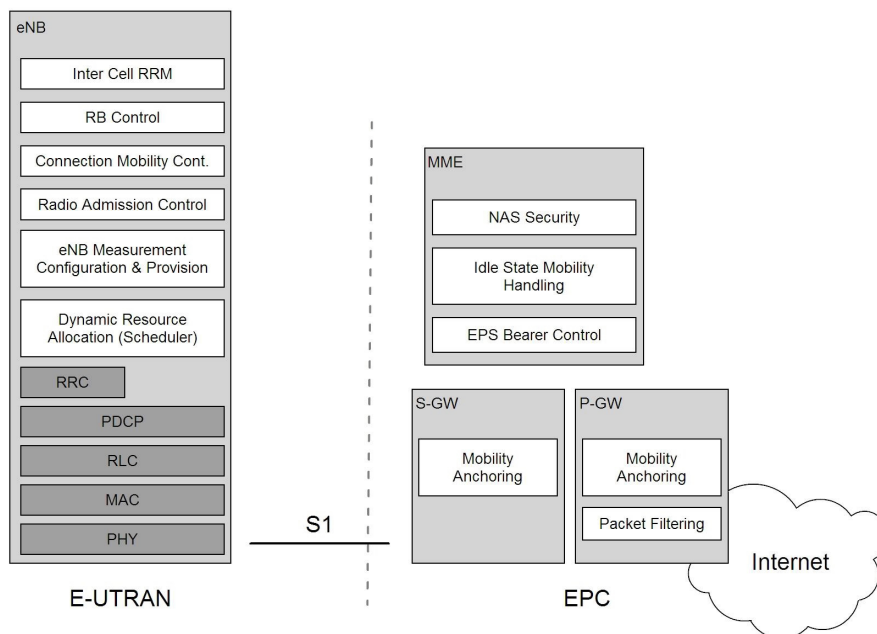 eNB
Inter Cell RRM
RB Control
Connection Mobility Cont.
Radio Admission Control
eNB Measurement
Configuration & Provision
Dynamic Resource
Allocation (Scheduler)
RRC
PDCP
RLC
MAC
PHY
E-UTRAN
S1
MME
NAS Security
Idle State Mobility
Handling
EPS Bearer Control
S-GW
Mobility
Anchoring
P-GW
Mobility
Anchoring
Packet Filtering
Internet
EPC